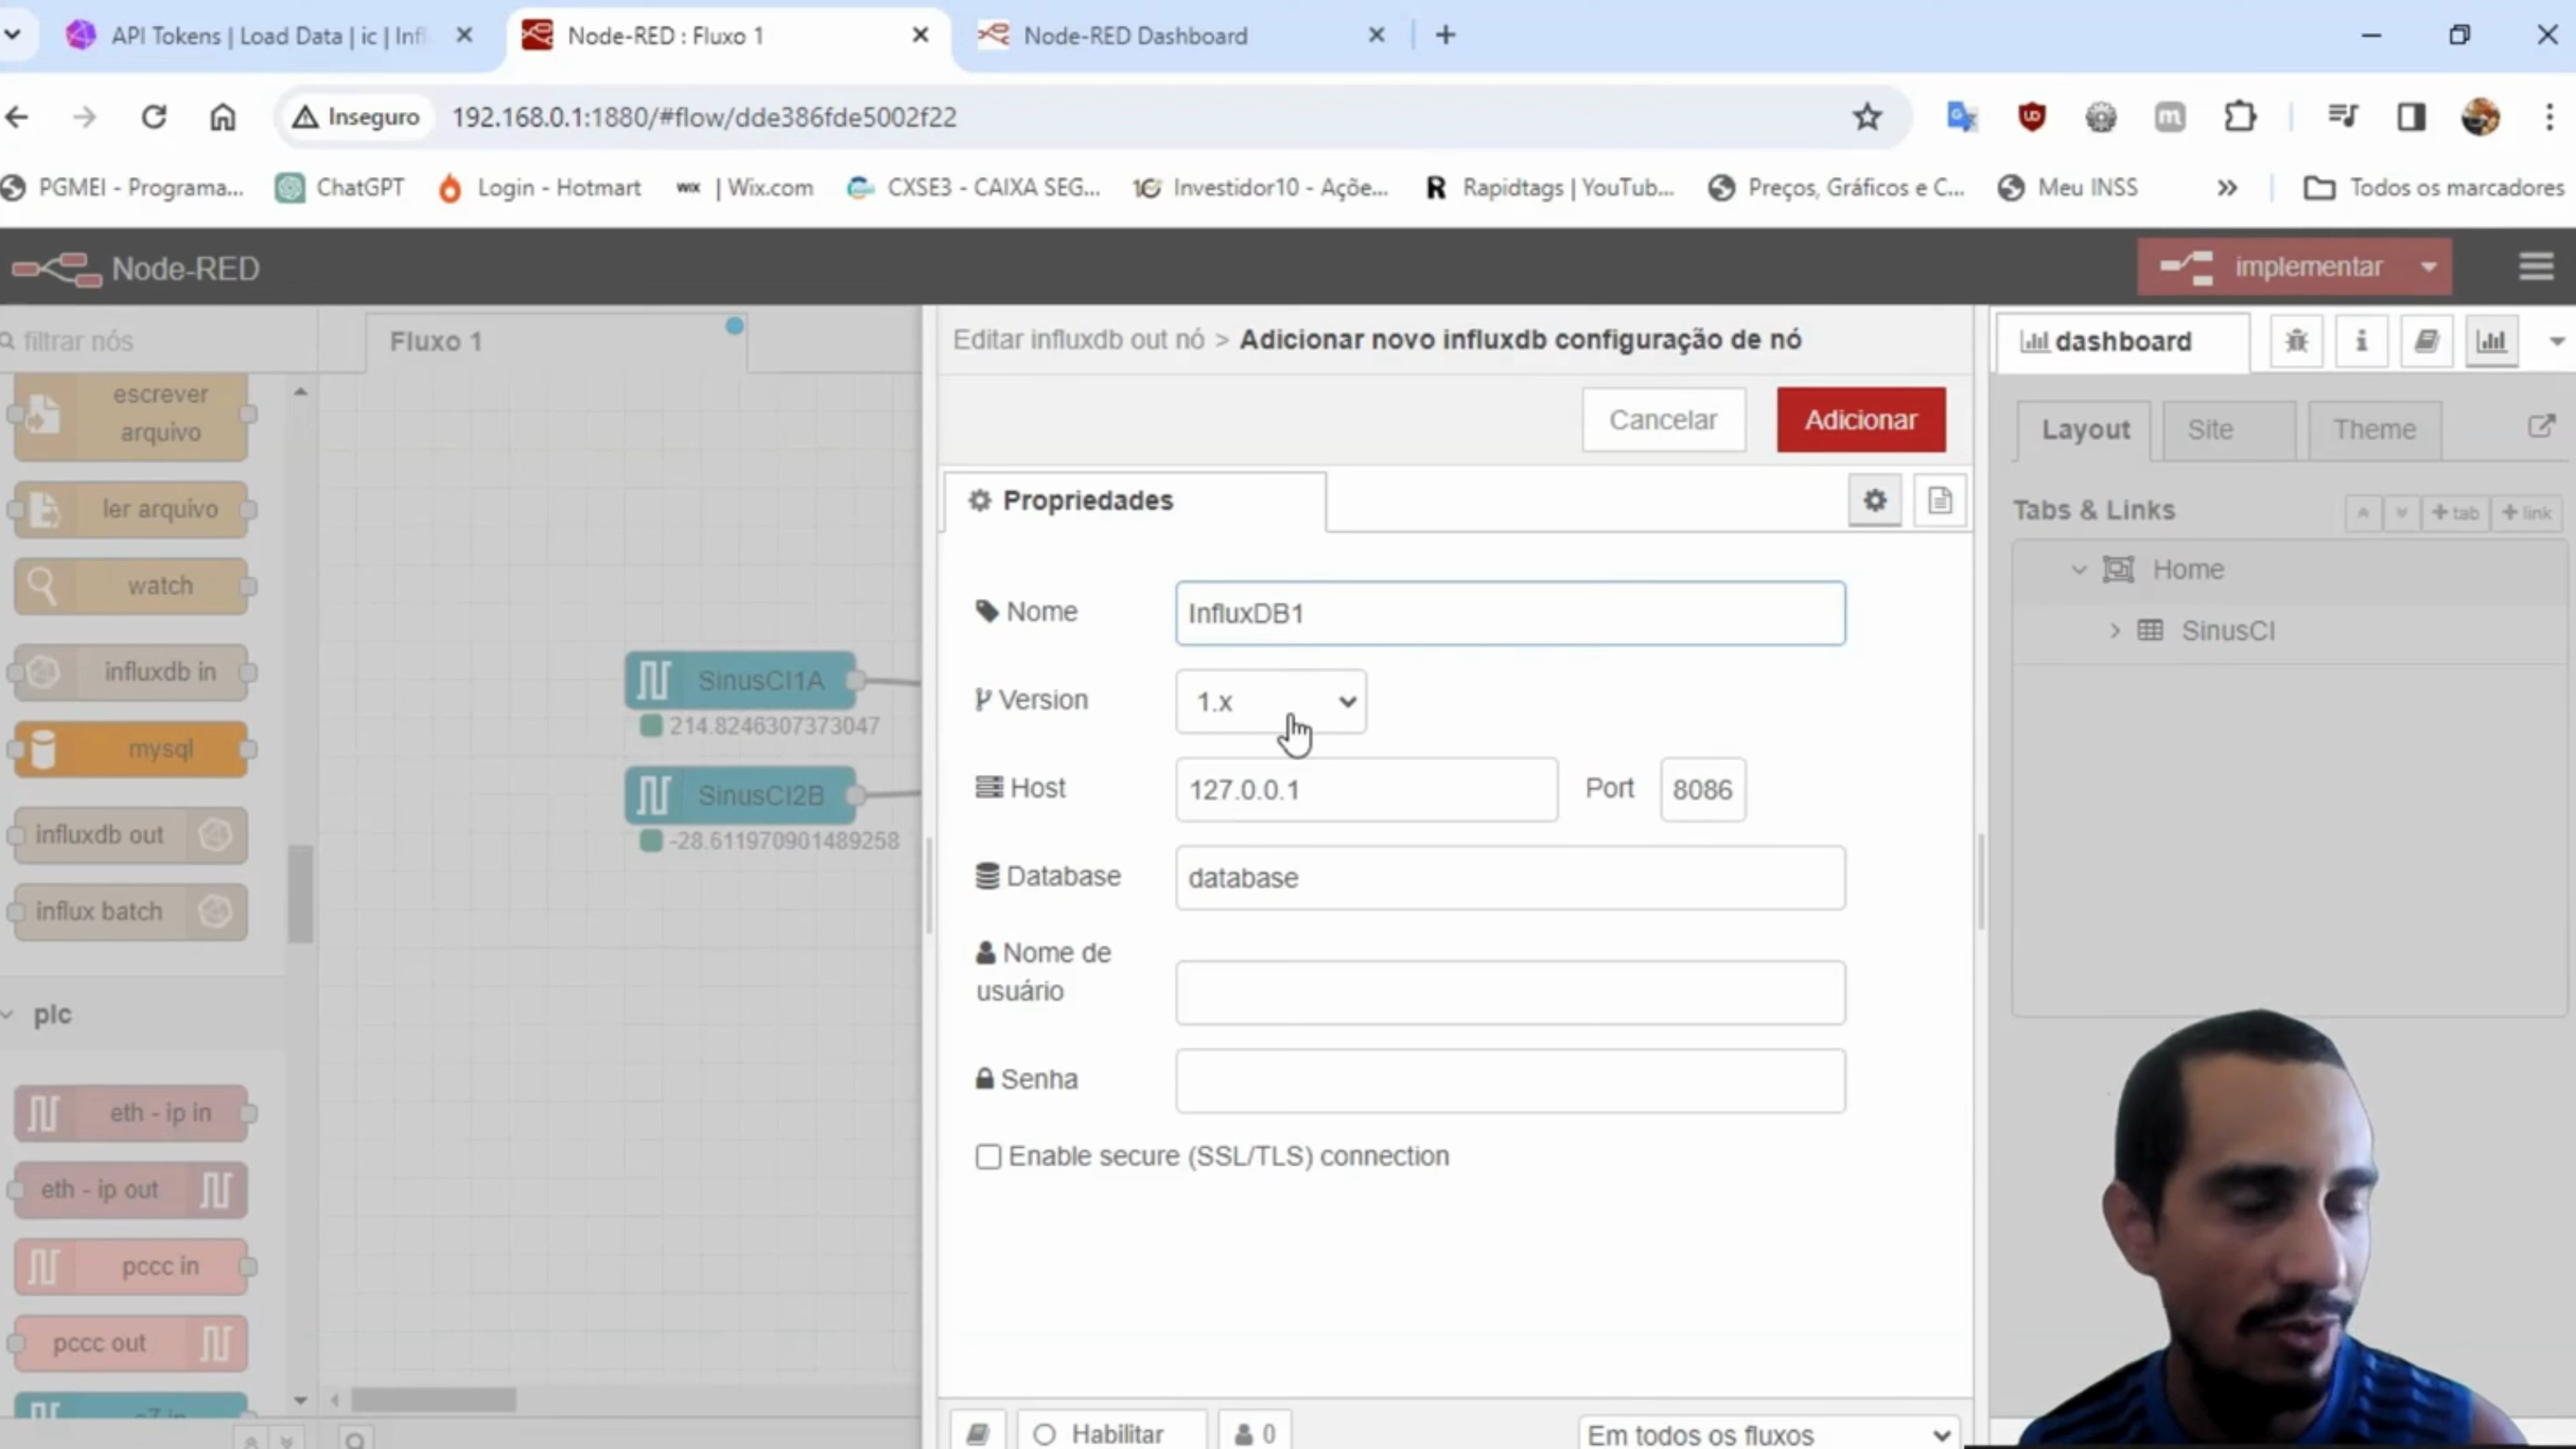 API Tokens | Load Data | ic | Infl
Node-RED : Fluxo 1
Node-RED Dashboard
Inseguro
192.168.0.1:1880/#flow/dde386fde5002f22
PGMEI - Programa...
ChatGPT
Login - Hotmart
WIX | Wix.com
CXSE3 - CAIXA SEG...
Investidor10 - Açõe...
Rapidtags | YouTub...
Preços, Gráficos e C...
Meu INSS
»
Todos os marcadores
Node-RED
implementar
filtrar nós
Fluxo 1
Editar influxdb out nó > Adicionar novo influxdb configuração de nó
dashboard
escrever
arquivo
ler arquivo
watch
influxdb in
mysql
influxdb out
influx batch
plc
eth - ip in
eth - ip out
pccc in
pccc out
SinusCI1A
214.8246307373047
SinusCI2B
-28.611970901489258
Cancelar
Adicionar
Propriedades
Nome
InfluxDB1
Version
1.x
Host
127.0.0.1
Port
8086
Database
database
Nome de
usuário
Senha
Enable secure (SSL/TLS) connection
Habilitar
0
Em todos os fluxos
Layout
Site
Theme
Tabs & Links
+ tab
+ link
Home
SinusCI